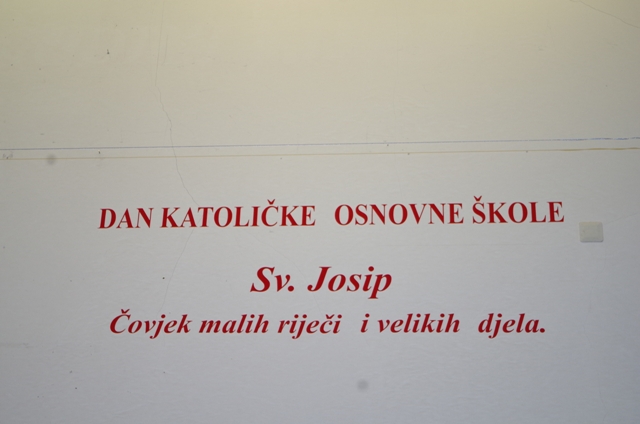 DAN KATOLIČKE OSNOVNE ŠKOLE
Sv. Josip
Čovjek malih riječi i velikih djela.